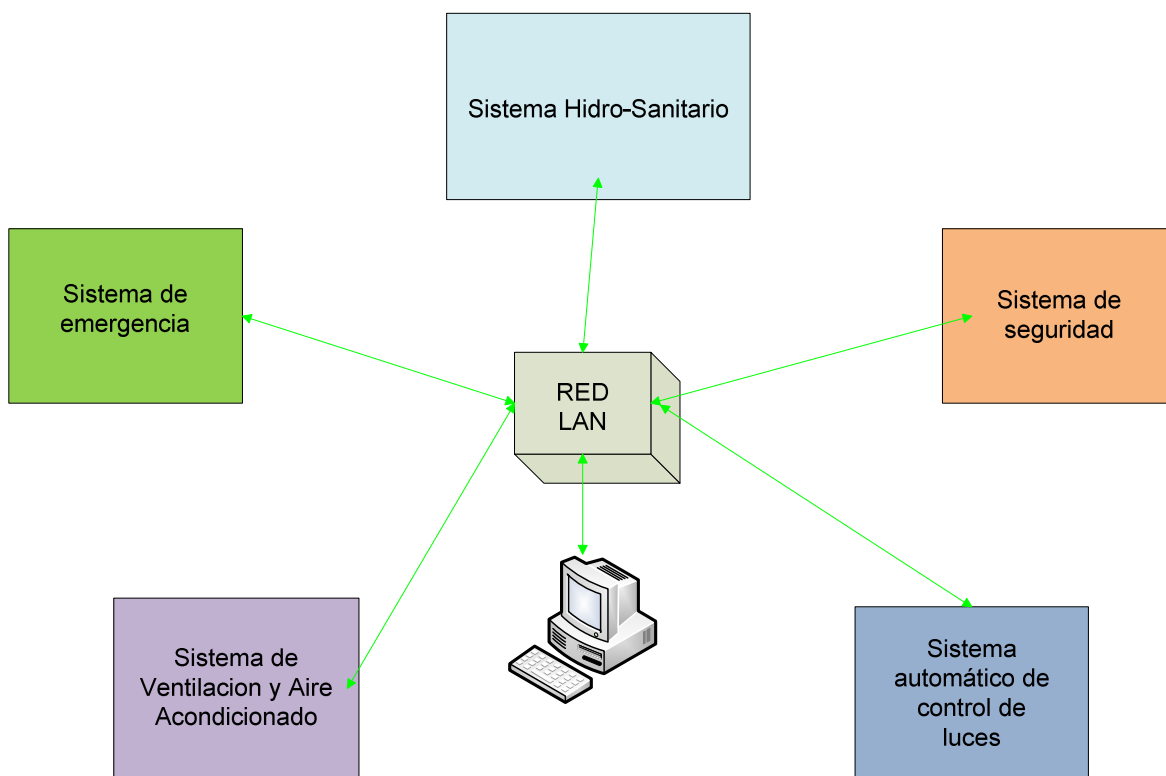 Sistema Hidro-Sanitario
Sistema de
emergencia
Sistema de
seguridad
RED
LAN
Sistema de
Ventilacion y Aire
Acondicionado
Sistema
automático de
control de
luces